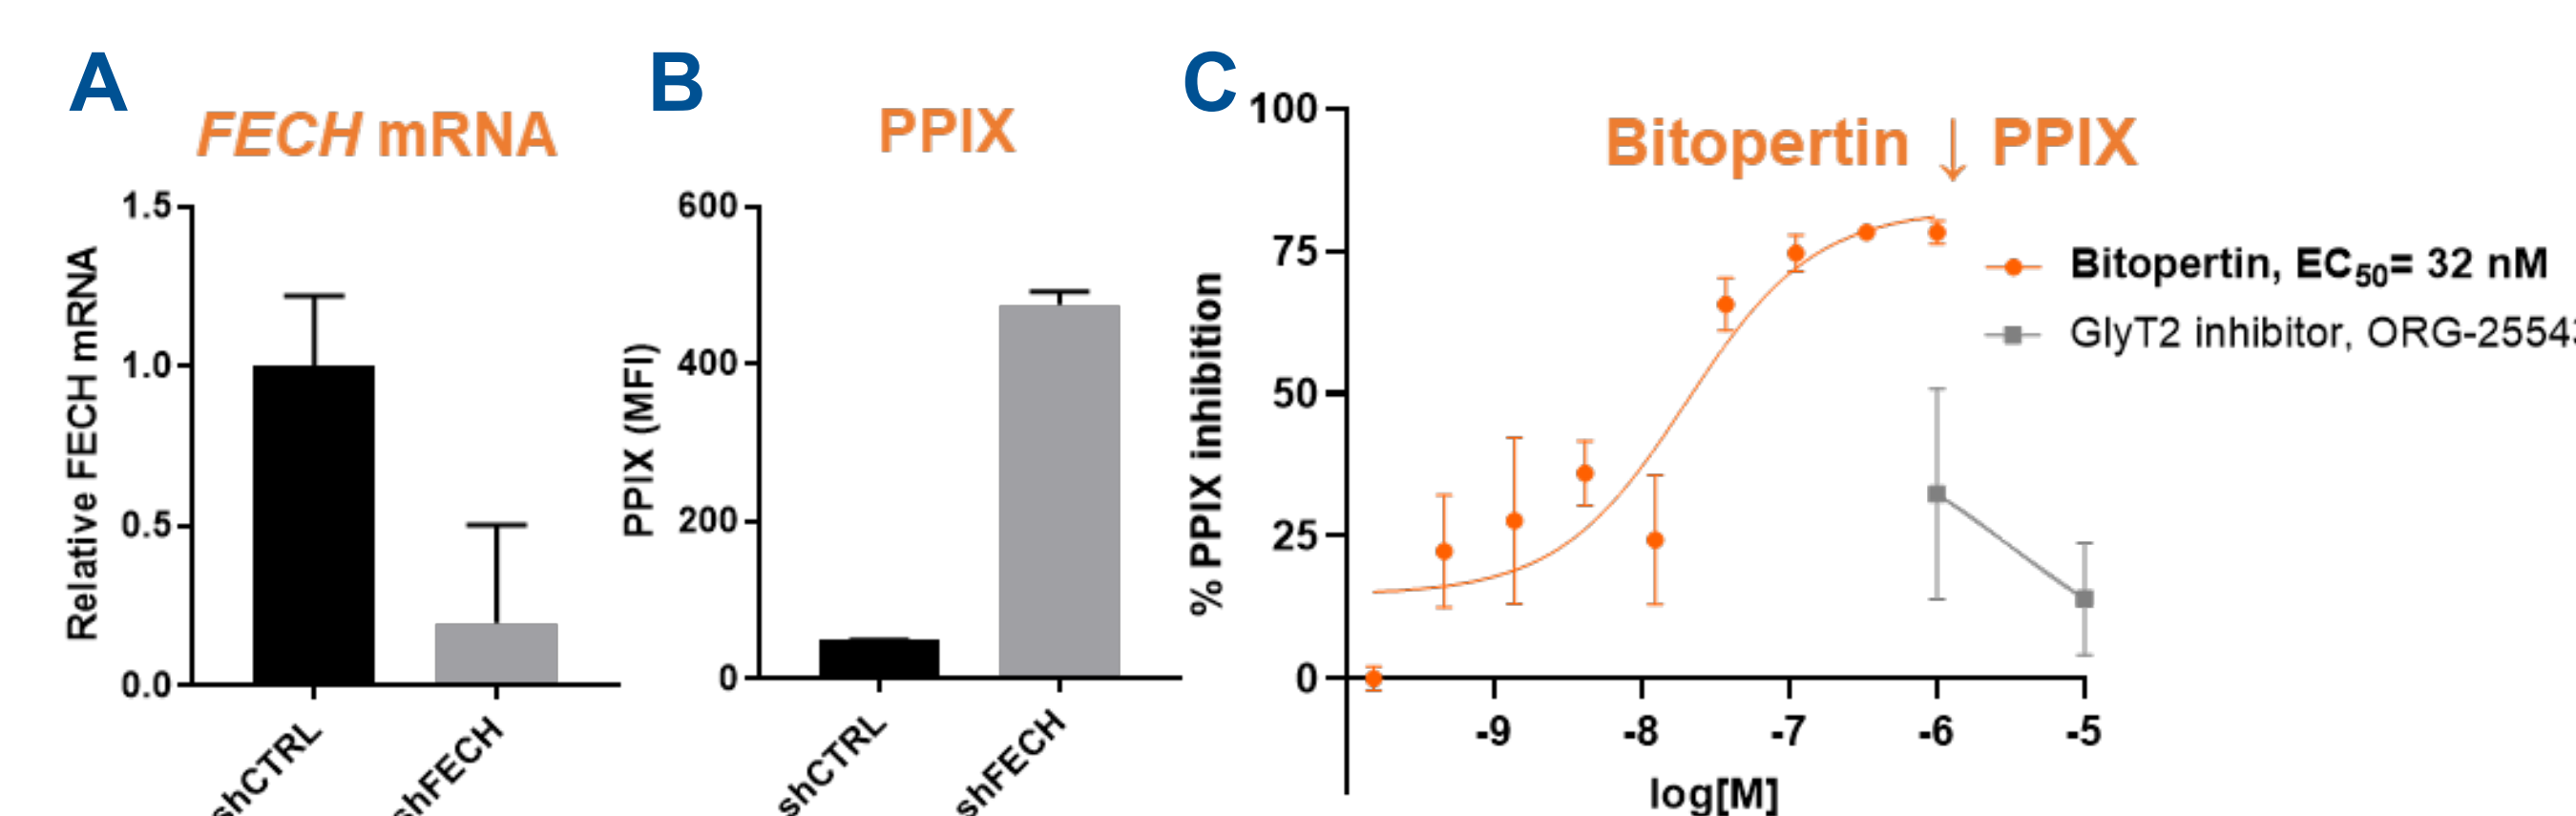 A
FECH mRNA
Relative FECH mRNA
1.5
1.0
0.5
0.0
shCTRL
shFECH
B
PPIX
PPIX (MFI)
600
400
200
0
shCTRL
shFECH
C
Bitopertin ↓ PPIX
% PPIX inhibition
100
75
50
25
0
-9
-8
-7
-6
-5
log[M]
Bitopertin, EC50= 32 nM
GlyT2 inhibitor, ORG-25543